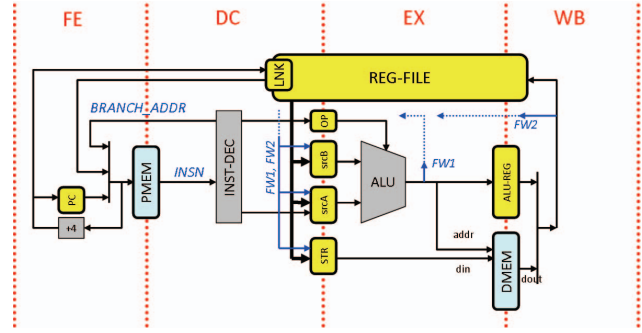 FE
DC
EX
WB
LNK
REG-FILE
BRANCH_ADDR
OP
FW2
FW1, FW2
PMEM
INSN
INST-DEC
srcB
ALU
FW1
ALU-REG
PC
srcA
+4
addr
STR
din
DMEM
dout